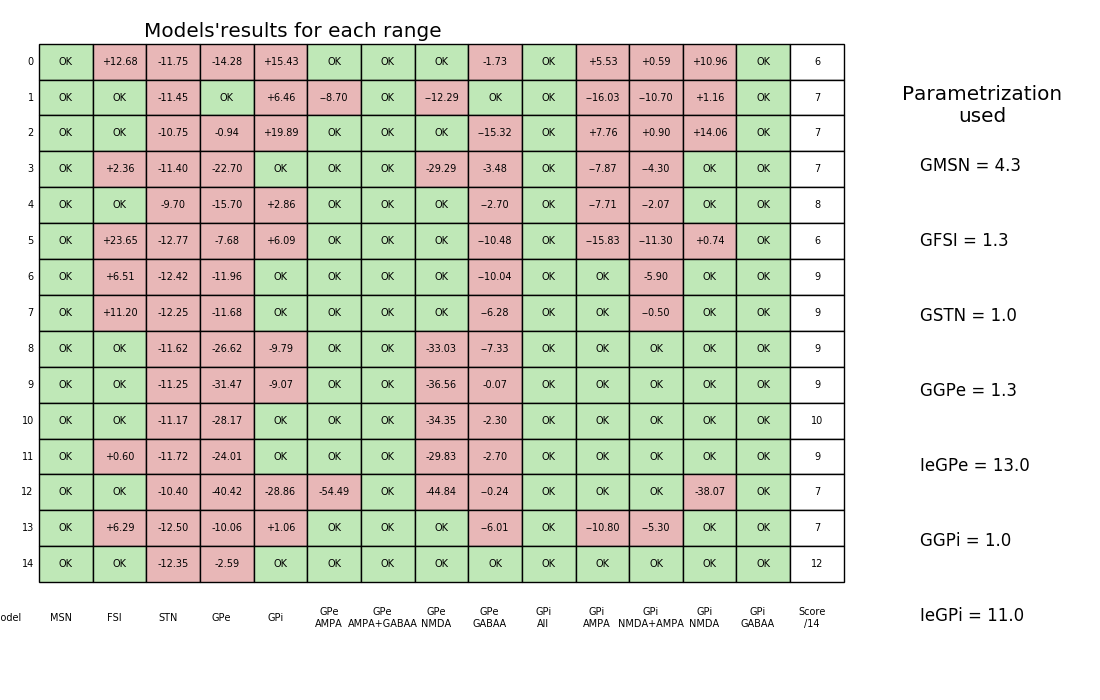 Models'results for each range
0 OK +12.68 -11.75 -14.28 +15.43 OK OK OK -1.73 OK +5.53 +0.59 +10.96 OK 6
1 OK OK -11.45 OK +6.46 --8.70 OK --12.29 OK OK --16.03 --10.70 +1.16 OK 7
2 OK OK -10.75 -0.94 +19.89 OK OK OK --15.32 OK +7.76 +0.90 +14.06 OK 7
3 OK +2.36 -11.40 -22.70 OK OK OK -29.29 -3.48 OK --7.87 --4.30 OK OK 7
4 OK OK -9.70 -15.70 +2.86 OK OK OK --2.70 OK --7.71 --2.07 OK OK 8
5 OK +23.65 -12.77 -7.68 +6.09 OK OK OK --10.48 OK --15.83 --11.30 +0.74 OK 6
6 OK +6.51 -12.42 -11.96 OK OK OK OK --10.04 OK OK -5.90 OK OK 9
7 OK +11.20 -12.25 -11.68 OK OK OK OK --6.28 OK OK --0.50 OK OK 9
8 OK OK -11.62 -26.62 -9.79 OK OK -33.03 --7.33 OK OK OK OK OK 9
9 OK OK -11.25 -31.47 -9.07 OK OK -36.56 -0.07 OK OK OK OK OK 9
10 OK OK -11.17 -28.17 OK OK OK -34.35 -2.30 OK OK OK OK OK 10
11 OK +0.60 -11.72 -24.01 OK OK OK -29.83 -2.70 OK OK OK OK OK 9
12 OK OK -10.40 -40.42 -28.86 -54.49 OK -44.84 --0.24 OK OK OK -38.07 OK 7
13 OK +6.29 -12.50 -10.06 +1.06 OK OK OK --6.01 OK --10.80 --5.30 OK OK 7
14 OK OK -12.35 -2.59 OK OK OK OK OK OK OK OK OK OK 12
odel MSN FSI STN GPe GPi GPe GPe GPe GPe GPi GPi GPi GPi GPi Score
AMPA AMPA+GABAA NMDA GABAA All AMPA NMDA+AMPA NMDA GABAA /14
Parametrization
used
GMSN = 4.3
GFSI = 1.3
GSTN = 1.0
GGPe = 1.3
IeGPe = 13.0
GGPi = 1.0
IeGPi = 11.0